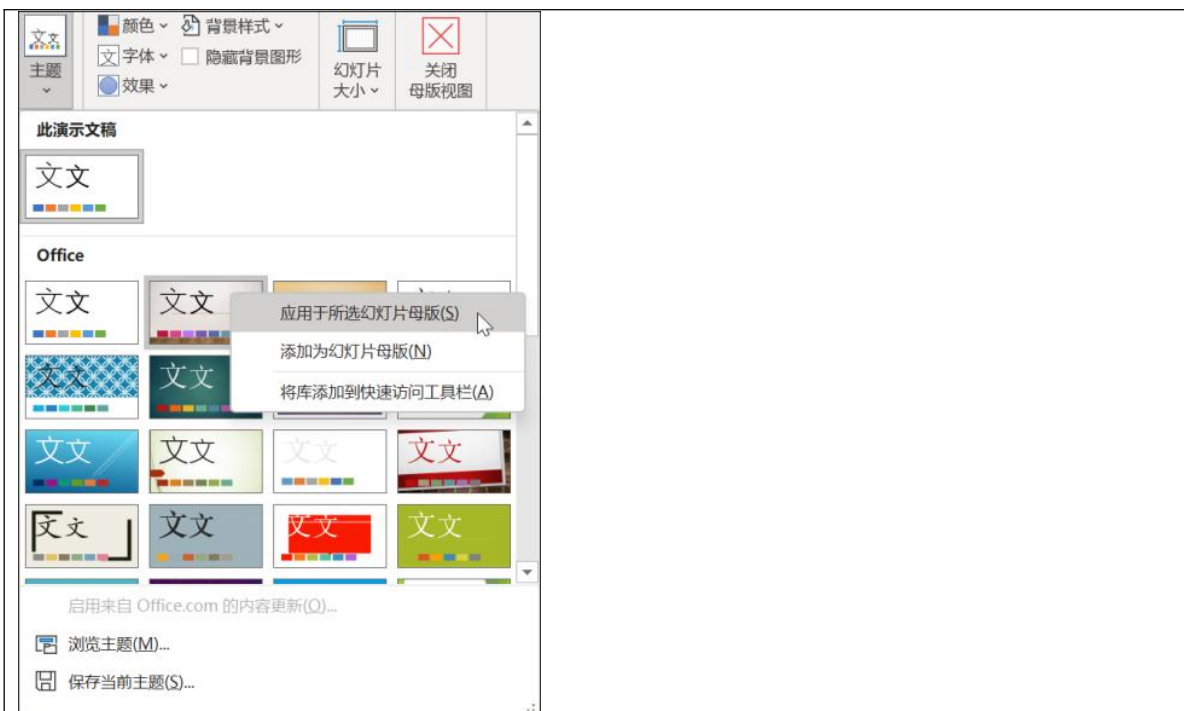 颜色 背景样式
文文
字体 隐藏背景图形
主题
效果
幻灯片
大小
关闭
母版视图
此演示文稿
文文
Office
文文
文文
应用于所选幻灯片母版(S)
添加为幻灯片母版(N)
将库添加到快速访问工具栏(A)
文文
文文
文文
文文
文文
文文
文文
文文
文文
文文
启用来自 Office.com 的内容更新(O)...
浏览主题(M)...
保存当前主题(S)...